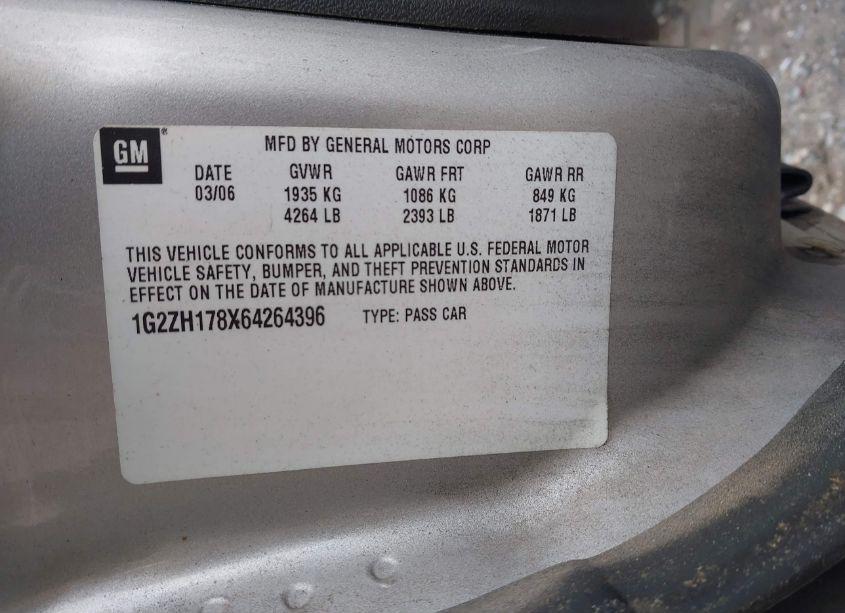 GM®
MFD BY GENERAL MOTORS CORP
DATE GVWR GAWR FRT GAWR RR
03/06 1935 KG 1086 KG 849 KG
4264 LB 2393 LB 1871 LB
THIS VEHICLE CONFORMS TO ALL APPLICABLE U.S. FEDERAL MOTOR
VEHICLE SAFETY, BUMPER, AND THEFT PREVENTION STANDARDS IN
EFFECT ON THE DATE OF MANUFACTURE SHOWN ABOVE.
1G2ZH178X64264396 TYPE: PASS CAR